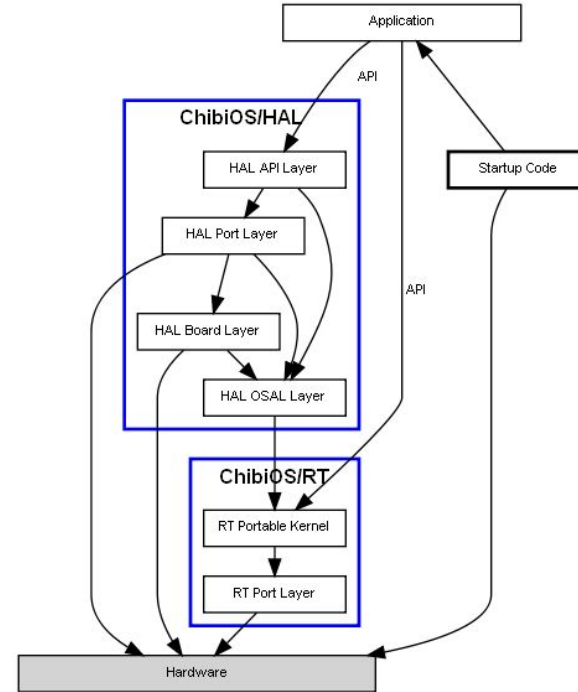 Application
API
ChibiOS/HAL
HAL API Layer
Startup Code
HAL Port Layer
API
HAL Board Layer
HAL OSAL Layer
ChibiOS/RT
RT Portable Kernel
RT Port Layer
Hardware